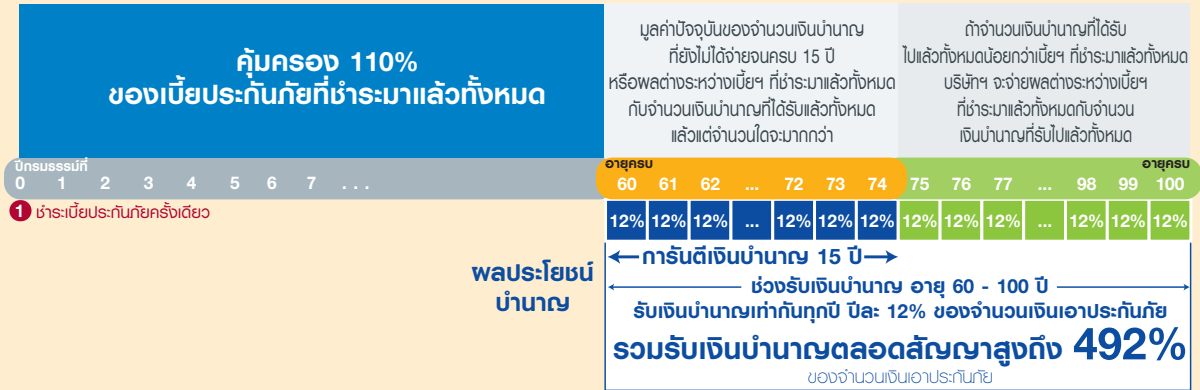 คุ้มครอง 110%
ของเบี้ยประกันภัยที่ชำระมาแล้วทั้งหมด
มูลค่าปัจจุบันของจำนวนเงินบำนาญ
ที่ยังไม่ได้จ่ายจนครบ 15 ปี
หรือผลต่างระหว่างเบี้ยฯ ที่ชำระมาแล้วทั้งหมด
กับจำนวนเงินบำนาญที่ได้รับแล้วทั้งหมด
แล้วแต่จำนวนใดจะมากกว่า
ถ้าจำนวนเงินบำนาญที่ได้รับ
ไปแล้วทั้งหมดน้อยกว่าเบี้ยฯ ที่ชำระมาแล้วทั้งหมด
บริษัทฯ จะจ่ายผลต่างระหว่างเบี้ยฯ
ที่ชำระมาแล้วทั้งหมดกับจำนวน
เงินบำนาญที่รับไปแล้วทั้งหมด
ปีกรมธรรม์ที่ อายุครบ อายุครบ
0 1 2 3 4 5 6 7 ... 60 61 62 ... 72 73 74 75 76 77 ... 98 99 100
1 ชำระเบี้ยประกันภัยครั้งเดียว
12% 12% 12% ... 12% 12% 12% 12% 12% 12% ... 12% 12% 12%
ผลประโยชน์
บำนาญ
การันตีเงินบำนาญ 15 ปี
ช่วงรับเงินบำนาญ อายุ 60 - 100 ปี
รับเงินบำนาญเท่ากันทุกปี ปีละ 12% ของจำนวนเงินเอาประกันภัย
รวมรับเงินบำนาญตลอดสัญญาสูงถึง 492%
ของจำนวนเงินเอาประกันภัย